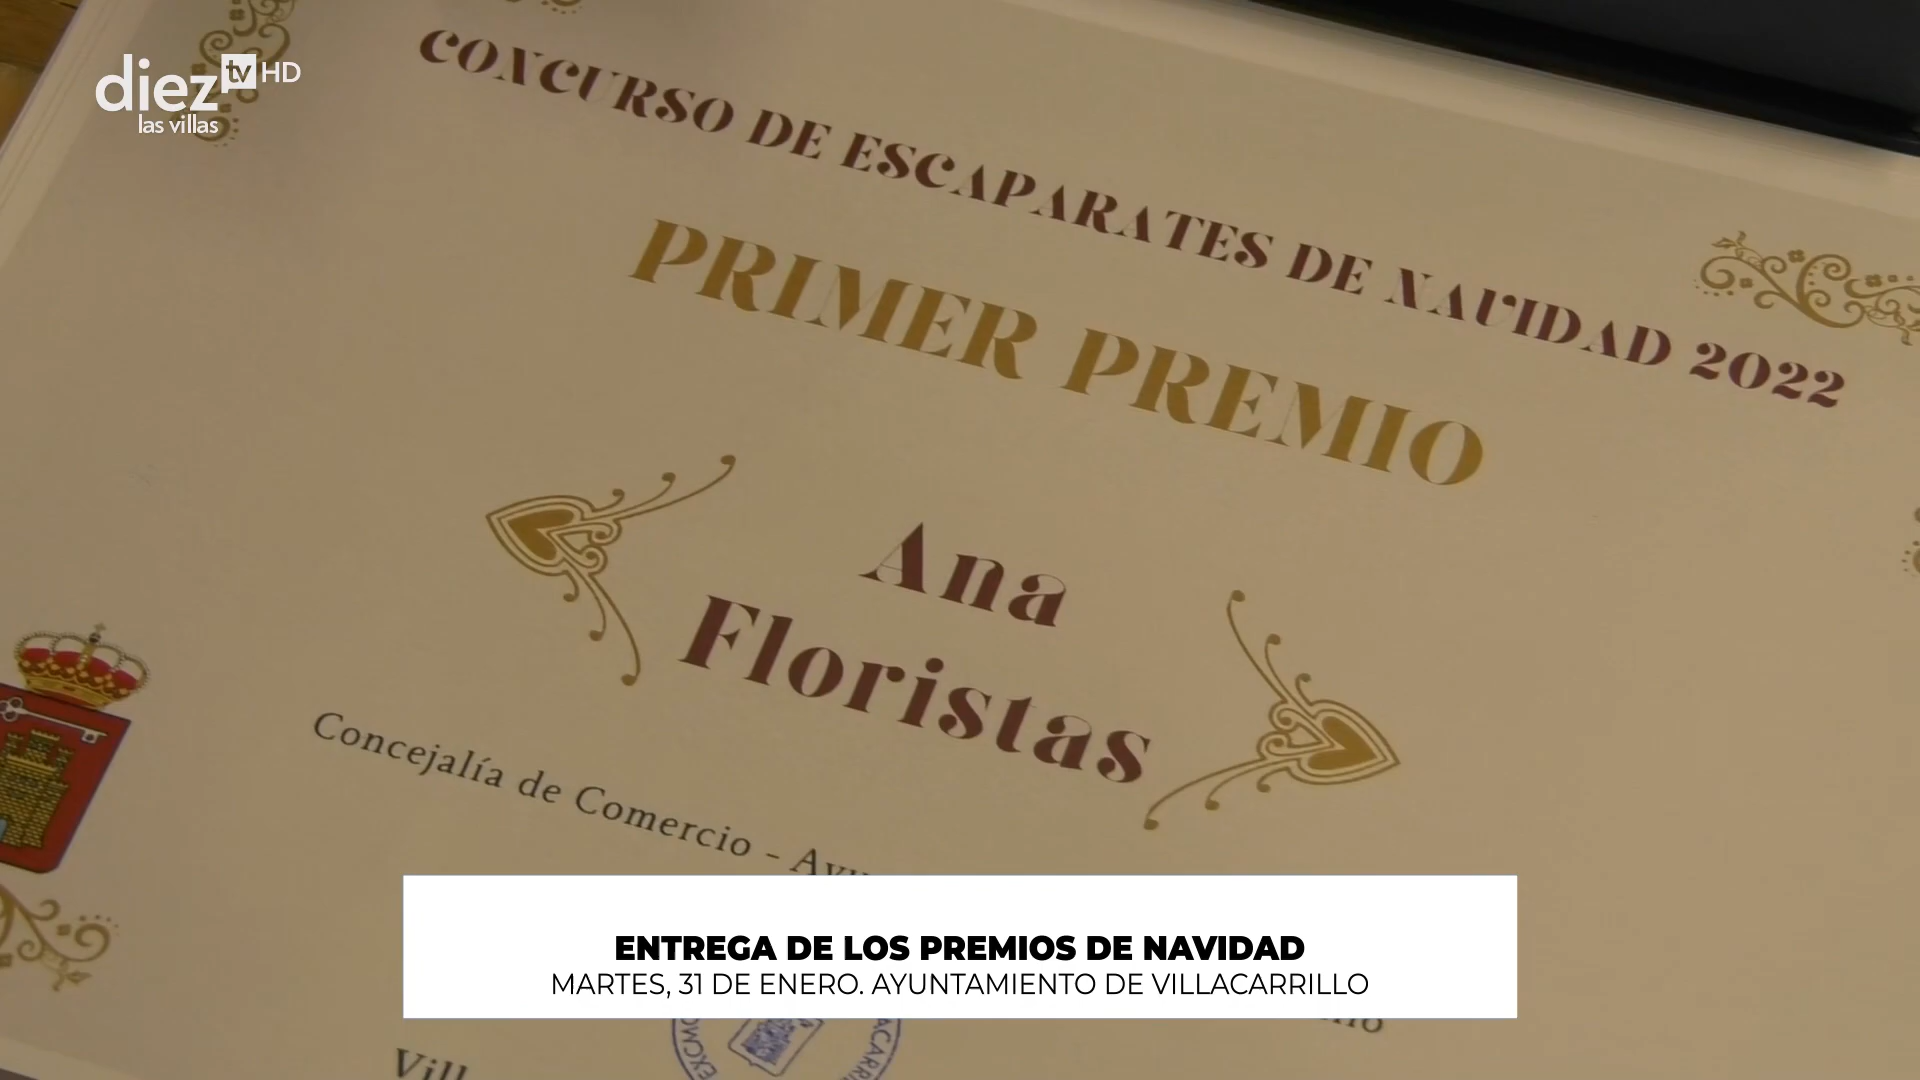 diez tv HD
las villas
CONCURSO DE ESCAPARATES DE NAVIDAD 2022
PRIMER PREMIO
Ana
Floristas
Concejalía de Comercio -
ENTREGA DE LOS PREMIOS DE NAVIDAD
MARTES, 31 DE ENERO. AYUNTAMIENTO DE VILLACARRILLO
EXCMO